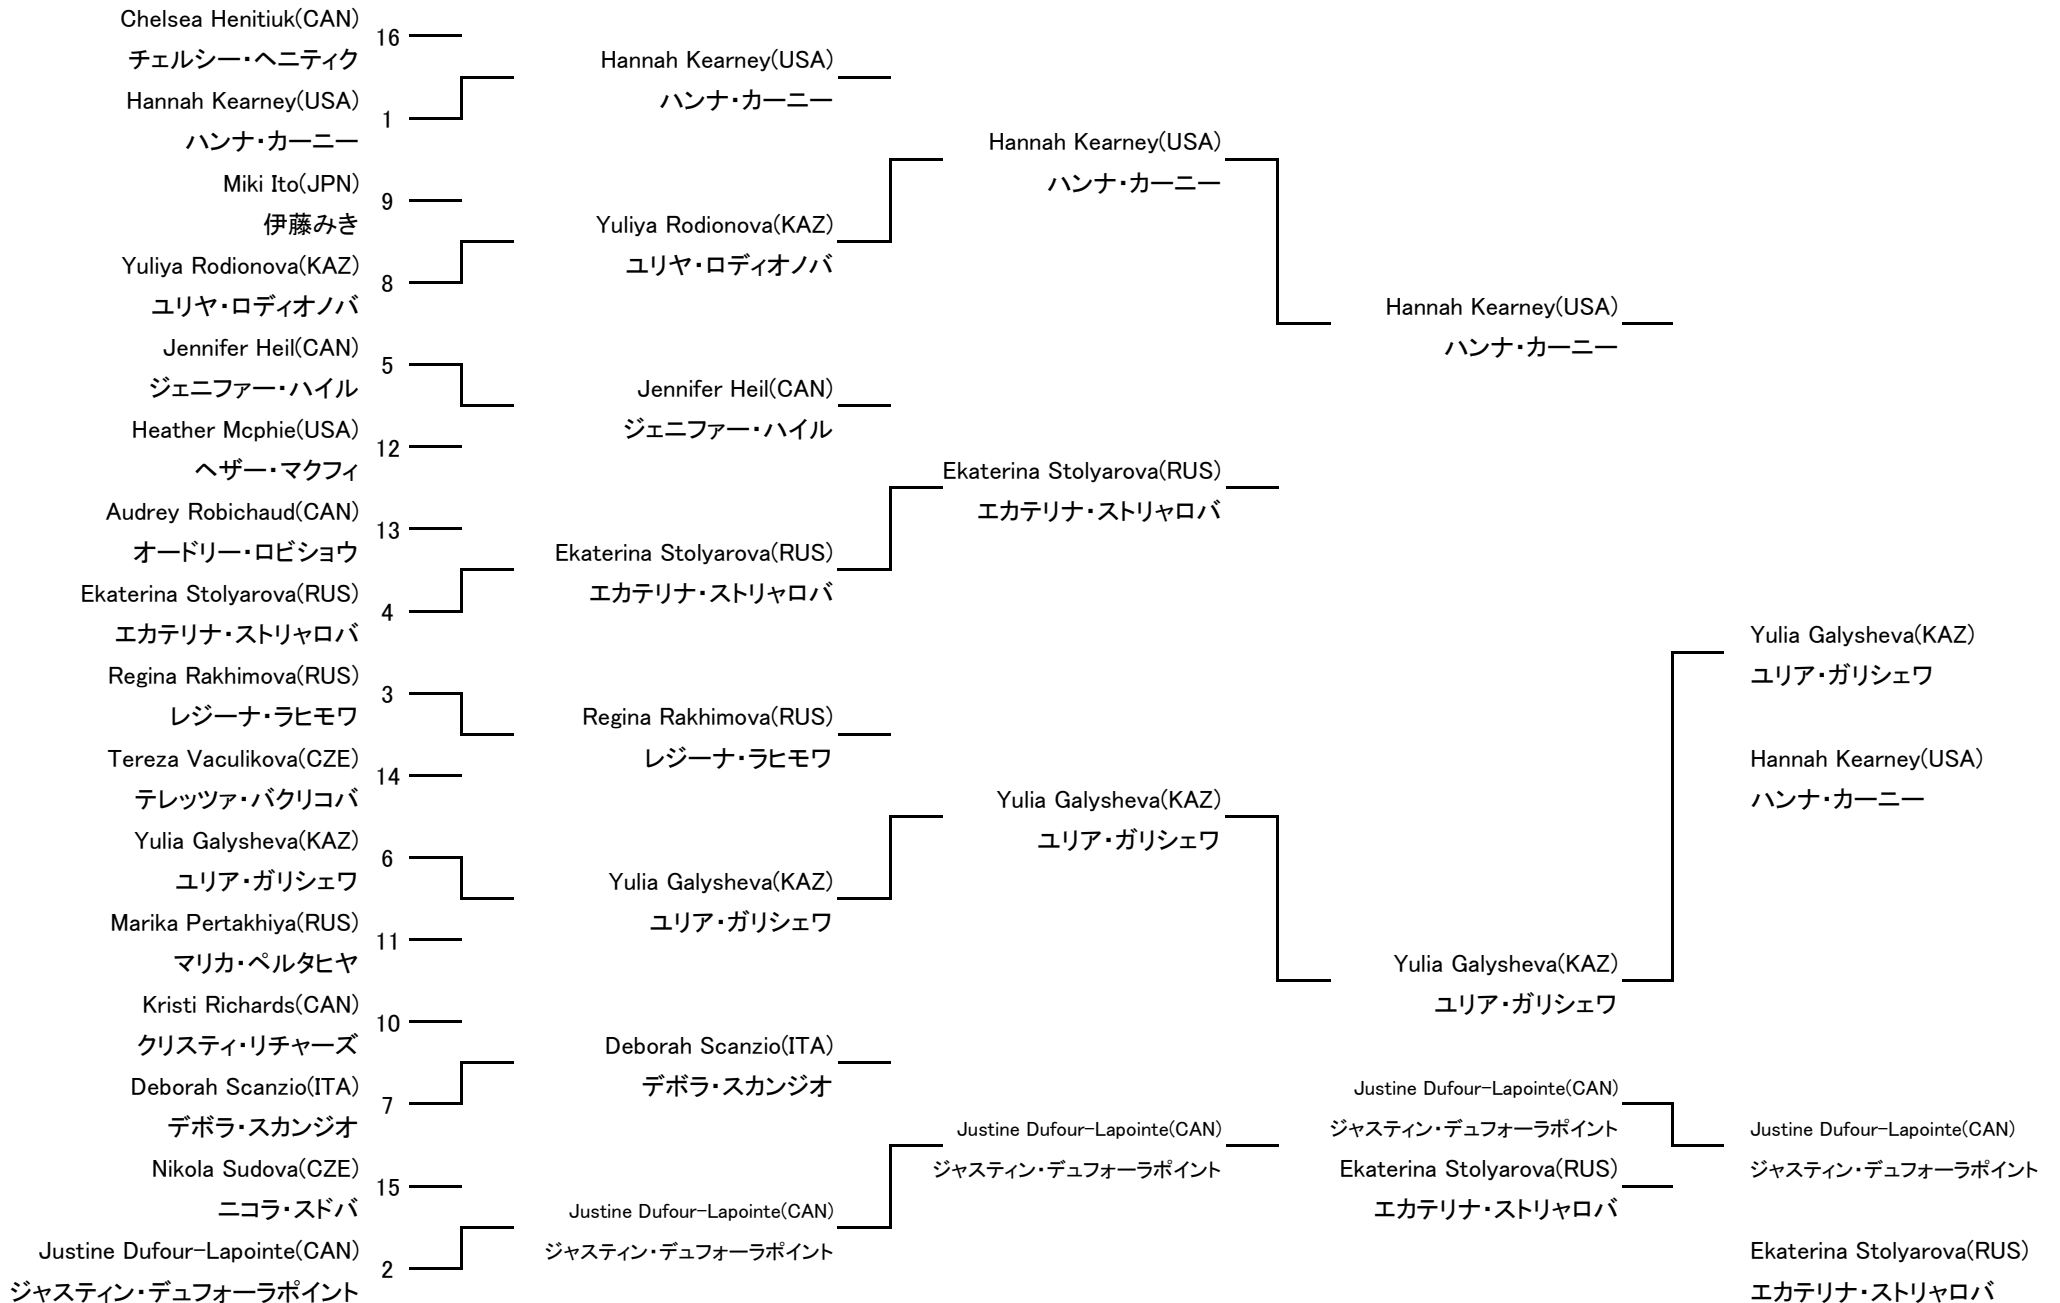 Chelsea Henitiuk(CAN)
チェルシー・ヘニティク
16
Hannah Kearney(USA)
ハンナ・カーニー
1
Miki Ito(JPN)
伊藤みき
9
Yuliya Rodionova(KAZ)
ユリヤ・ロディオノバ
8
Jennifer Heil(CAN)
ジェニファー・ハイル
5
Heather Mcphie(USA)
ヘザー・マクフィ
12
Audrey Robichaud(CAN)
オードリー・ロビショウ
13
Ekaterina Stolyarova(RUS)
エカテリナ・ストリャロバ
4
Regina Rakhimova(RUS)
レジーナ・ラヒモワ
3
Tereza Vaculikova(CZE)
テレッツァ・バクリコバ
14
Yulia Galysheva(KAZ)
ユリア・ガリシェワ
6
Marika Pertakhiya(RUS)
マリカ・ペルタヒヤ
11
Kristi Richards(CAN)
クリスティ・リチャーズ
10
Deborah Scanzio(ITA)
デボラ・スカンジオ
7
Nikola Sudova(CZE)
ニコラ・スドバ
15
Justine Dufour-Lapointe(CAN)
ジャスティン・デュフォーラポイント
2
Hannah Kearney(USA)
ハンナ・カーニー
Yuliya Rodionova(KAZ)
ユリヤ・ロディオノバ
Jennifer Heil(CAN)
ジェニファー・ハイル
Ekaterina Stolyarova(RUS)
エカテリナ・ストリャロバ
Regina Rakhimova(RUS)
レジーナ・ラヒモワ
Yulia Galysheva(KAZ)
ユリア・ガリシェワ
Deborah Scanzio(ITA)
デボラ・スカンジオ
Justine Dufour-Lapointe(CAN)
ジャスティン・デュフォーラポイント
Hannah Kearney(USA)
ハンナ・カーニー
Ekaterina Stolyarova(RUS)
エカテリナ・ストリャロバ
Yulia Galysheva(KAZ)
ユリア・ガリシェワ
Justine Dufour-Lapointe(CAN)
ジャスティン・デュフォーラポイント
Hannah Kearney(USA)
ハンナ・カーニー
Yulia Galysheva(KAZ)
ユリア・ガリシェワ
Justine Dufour-Lapointe(CAN)
ジャスティン・デュフォーラポイント
Ekaterina Stolyarova(RUS)
エカテリナ・ストリャロバ
Yulia Galysheva(KAZ)
ユリア・ガリシェワ
Hannah Kearney(USA)
ハンナ・カーニー
Justine Dufour-Lapointe(CAN)
ジャスティン・デュフォーラポイント
Ekaterina Stolyarova(RUS)
エカテリナ・ストリャロバ